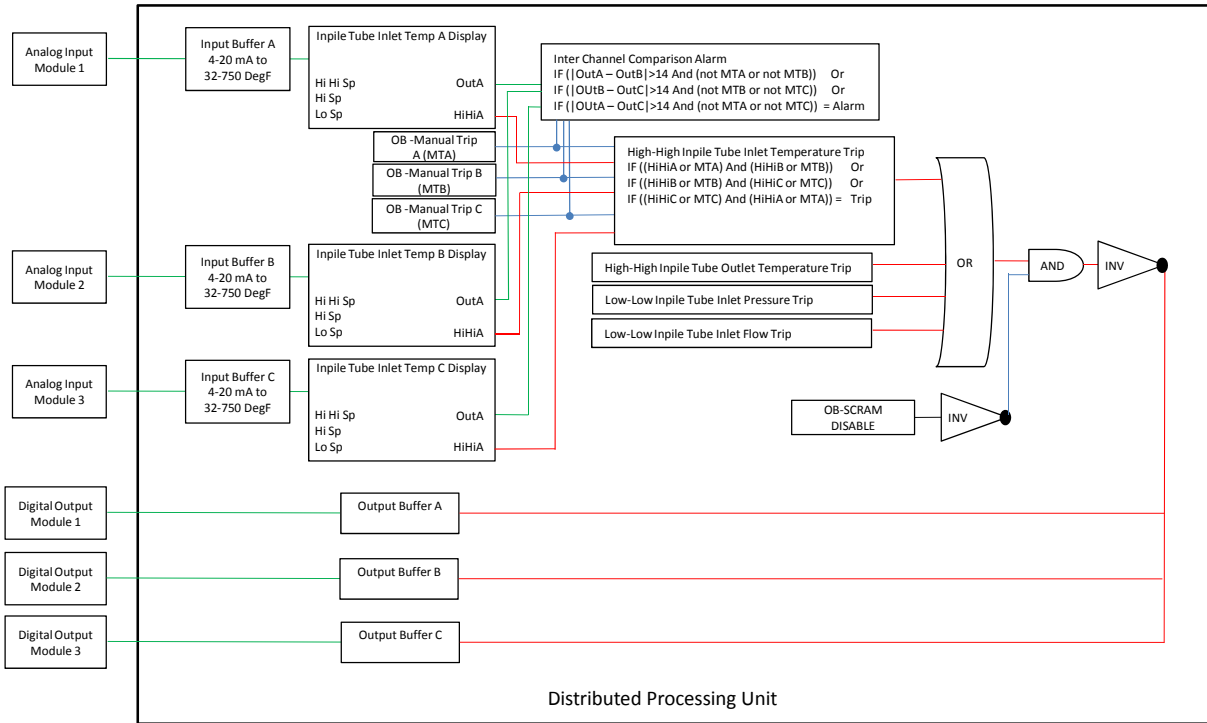 Analog Input
Module 1
Input Buffer A
4-20 mA to
32-750 DegF
Inpile Tube Inlet Temp A Display
Hi Hi Sp
Hi Sp
Lo Sp
OutA
HiHiA
Inter Channel Comparison Alarm
IF (|OutA – OutB|>14 And (not MTA or not MTB)) Or
IF (|OUtB – OutC|>14 And (not MTB or not MTC)) Or
IF (|OUtA – OutC|>14 And (not MTA or not MTC)) = Alarm
OB -Manual Trip
A (MTA)
OB -Manual Trip B
(MTB)
OB -Manual Trip C
(MTC)
High-High Inpile Tube Inlet Temperature Trip
IF ((HiHiA or MTA) And (HiHiB or MTB)) Or
IF ((HiHiB or MTB) And (HiHiC or MTC)) Or
IF ((HiHiC or MTC) And (HiHiA or MTA)) = Trip
Analog Input
Module 2
Input Buffer B
4-20 mA to
32-750 DegF
Inpile Tube Inlet Temp B Display
Hi Hi Sp
Hi Sp
Lo Sp
OutA
HiHiA
High-High Inpile Tube Outlet Temperature Trip
Low-Low Inpile Tube Inlet Pressure Trip
Low-Low Inpile Tube Inlet Flow Trip
OR
AND
INV
Analog Input
Module 3
Input Buffer C
4-20 mA to
32-750 DegF
Inpile Tube Inlet Temp C Display
Hi Hi Sp
Hi Sp
Lo Sp
OutA
HiHiA
OB-SCRAM
DISABLE
INV
Digital Output
Module 1
Output Buffer A
Digital Output
Module 2
Output Buffer B
Digital Output
Module 3
Output Buffer C
Distributed Processing Unit